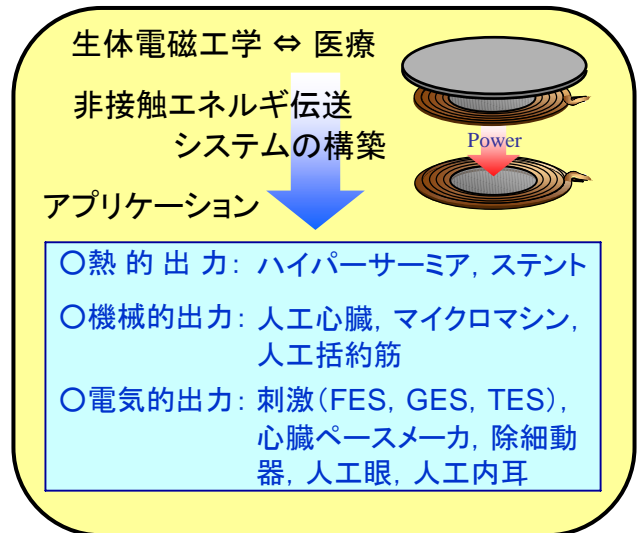 生体電磁工学 ⇔ 医療
非接触エネルギ伝送
システムの構築
Power
アプリケーション
〇熱 的 出 力： ハイパーサーミア，ステント
〇機械的出力： 人工心臓，マイクロマシン，
人工括約筋
〇電気的出力： 刺激（FES，GES，TES），
心臓ペースメーカ，除細動
器，人工眼，人工内耳